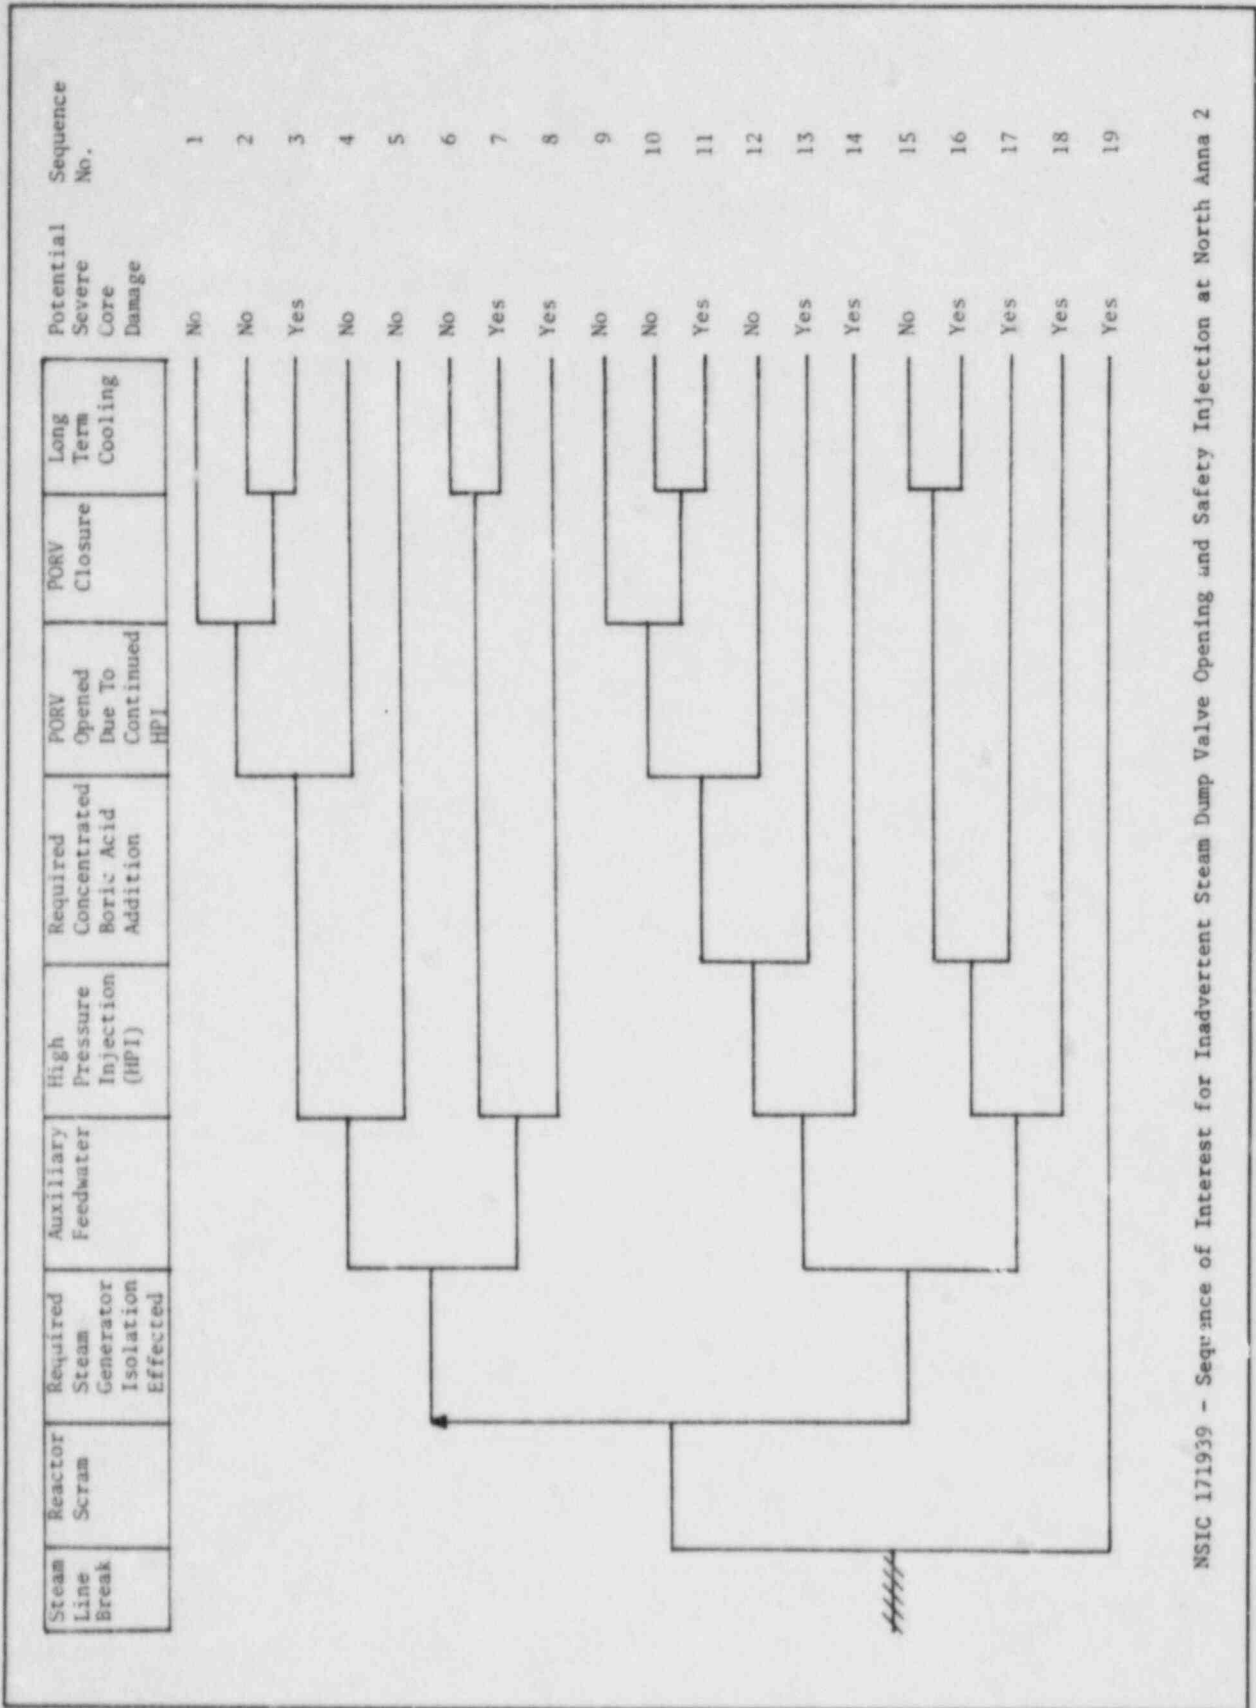 Steam
Line
Break
Reactor
Scram
Required
Steam
Generator
Isolation
Effected
Auxiliary
Feedwater
High
Pressure
Injection
(HPI)
Required
Concentrated
Boric Acid
Addition
PORV
Opened
Due To
Continued
HPI
PORV
Closure
Long
Term
Cooling
Potential
Severe
Core
Damage
Sequence
No.
No 1
No 2
Yes 3
No 4
No 5
No 6
Yes 7
Yes 8
No 9
No 10
Yes 11
No 12
Yes 13
Yes 14
No 15
Yes 16
Yes 17
Yes 18
Yes 19
NSIC 171939 - Sequence of Interest for Inadvertent Steam Dump Valve Opening and Safety Injection at North Anna 2